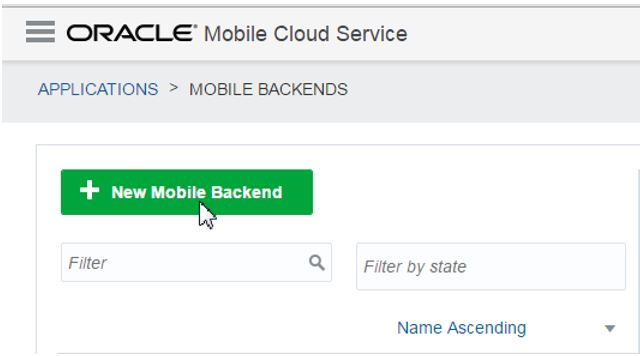 ORACLE® Mobile Cloud Service
APPLICATIONS > MOBILE BACKENDS
+ New Mobile Backend
Filter
Filter by state
Name Ascending